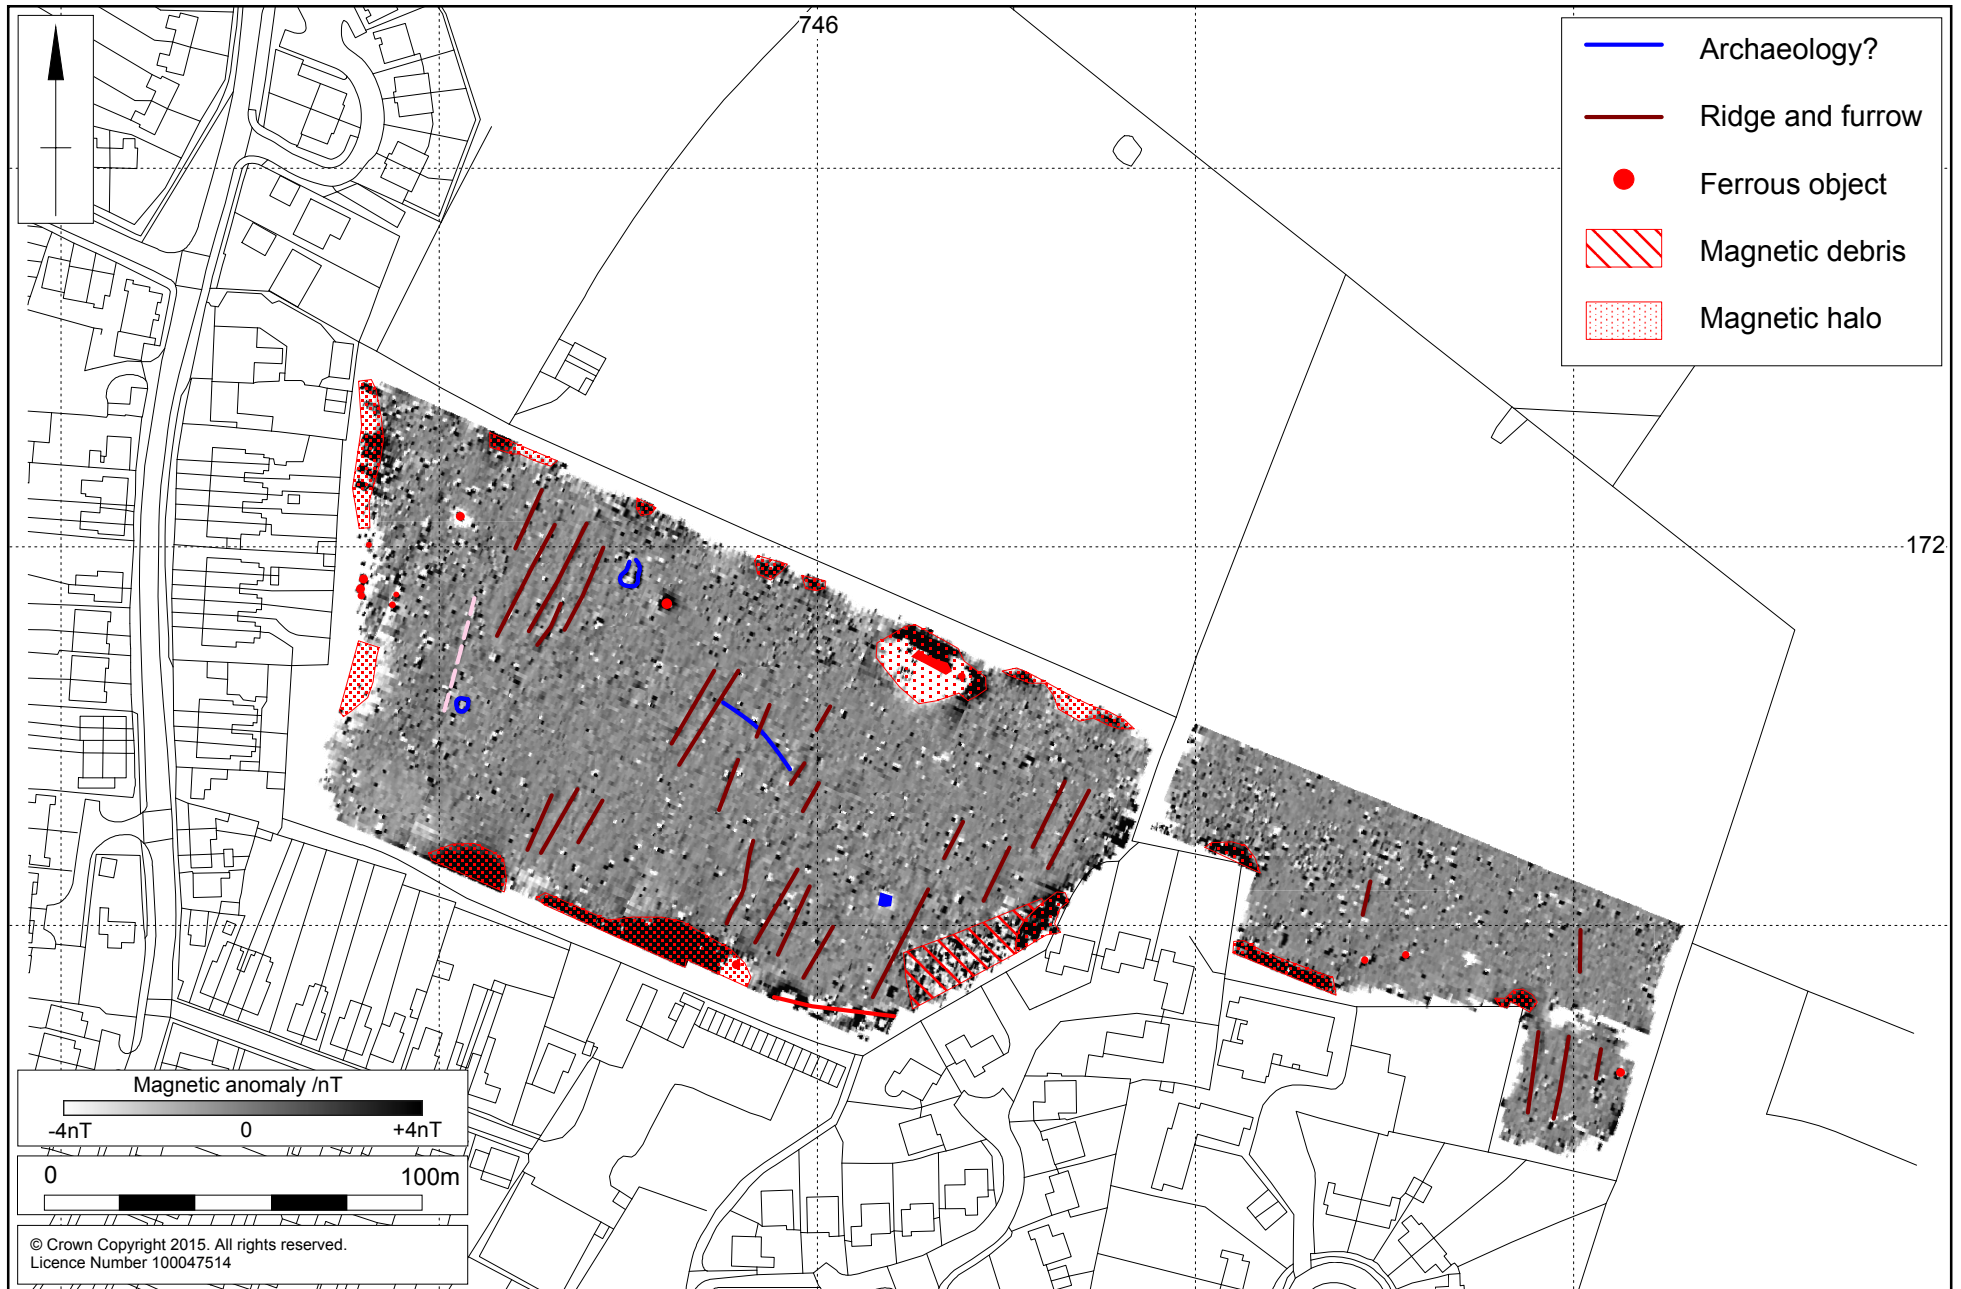 746
Archaeology?
Ridge and furrow
Ferrous object
Magnetic debris
Magnetic halo
172
Magnetic anomaly /nT
-4nT 0 +4nT
0 100m
© Crown Copyright 2015. All rights reserved.
Licence Number 100047514